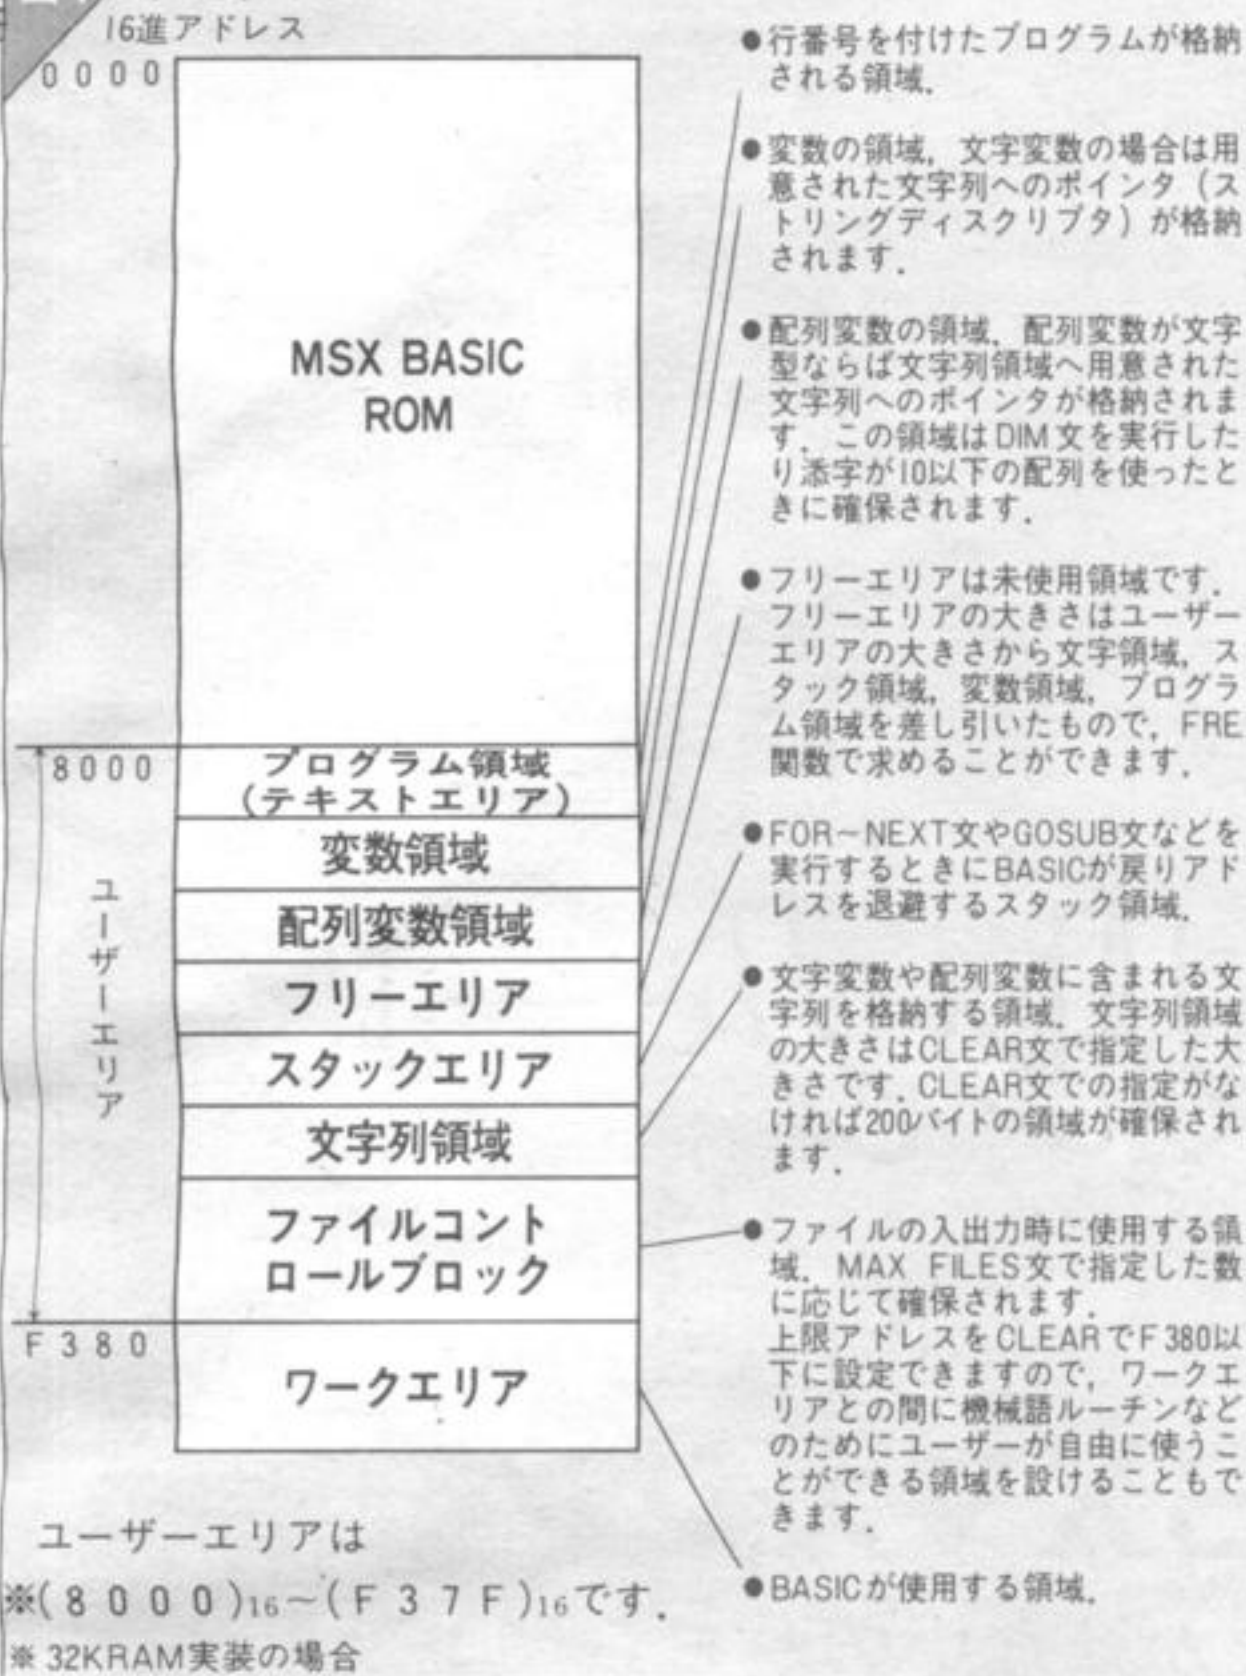 16進アドレス
0000
MSX BASIC
ROM
8000
プログラム領域
(テキストエリア)
変数領域
配列変数領域
フリーエリア
スタックエリア
文字列領域
ファイルコント
ロールブロック
ユーザーエリア
F380
ワークエリア
ユーザーエリアは
※(8000)16~(F37F)16です.
※ 32KRAM実装の場合
●行番号を付けたプログラムが格納
される領域.
●変数の領域, 文字変数の場合は用
意された文字列へのポインタ (ス
トリングディスクリプタ) が格納
されます.
●配列変数の領域, 配列変数が文字
型ならば文字列領域へ用意された
文字列へのポインタが格納されま
す. この領域はDIM文を実行した
り添字が10以下の配列を使ったと
きに確保されます.
●フリーエリアは未使用領域です.
フリーエリアの大きさはユーザー
エリアの大きさから文字領域, ス
タック領域, 変数領域, プログラ
ム領域を差し引いたもので, FRE
関数で求めることができます.
●FOR~NEXT文やGOSUB文などを
実行するときにBASICが戻りアド
レスを退避するスタック領域.
●文字変数や配列変数に含まれる文
字列を格納する領域, 文字列領域
の大きさはCLEAR文で指定した大
きさです. CLEAR文での指定がな
ければ200バイトの領域が確保され
ます.
●ファイルの入出力時に使用する領
域, MAX FILES文で指定した数
に応じて確保されます.
上限アドレスをCLEARでF380以
下に設定できますので, ワークエ
リアとの間に機械語ルーチンなど
のためにユーザーが自由に使うこ
とができる領域を設けることもで
きます.
●BASICが使用する領域.